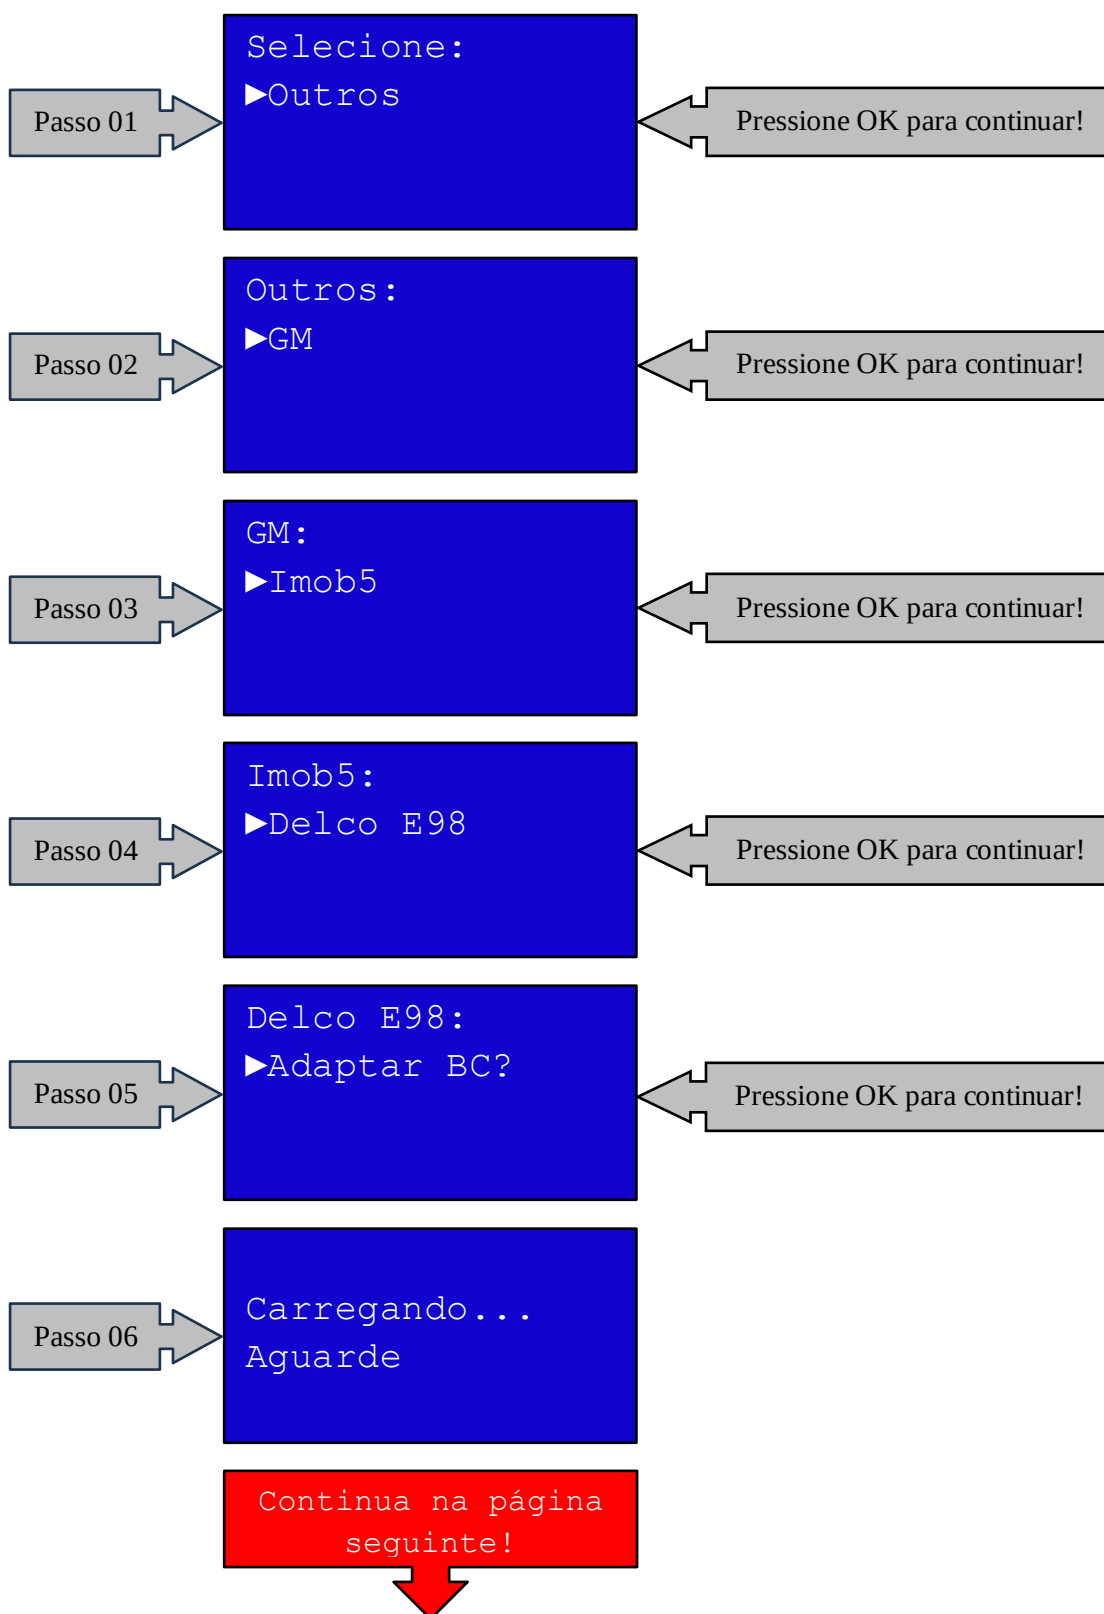 Selecione:
►Outros
Passo 01
Pressione OK para continuar!
Outros:
►GM
Passo 02
Pressione OK para continuar!
GM:
►Imob5
Passo 03
Pressione OK para continuar!
Imob5:
►Delco E98
Passo 04
Pressione OK para continuar!
Delco E98:
►Adaptar BC?
Passo 05
Pressione OK para continuar!
Carregando...
Aguarde
Passo 06
Continua na página
seguinte!